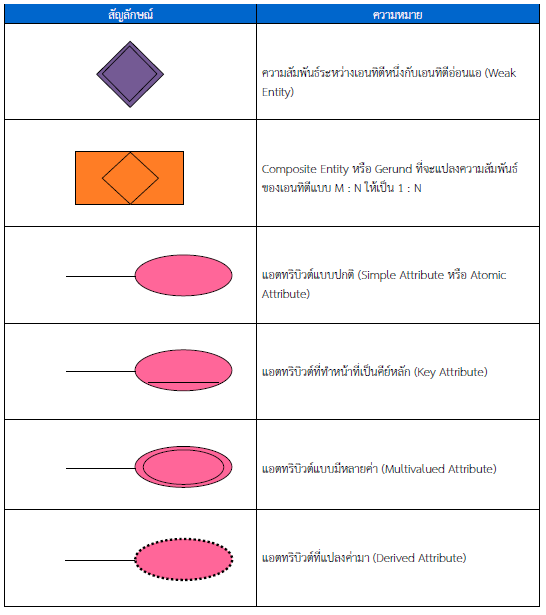 สัญลักษณ์
ความหมาย
ความสัมพันธ์ระหว่างเอนทิตีหนึ่งกับเอนทิตีอ่อนแอ (Weak
Entity)
Composite Entity หรือ Gerund ที่จะแปลงความสัมพันธ์
ของเอนทิตีแบบ M : N ให้เป็น 1 : N
แอตทริบิวต์แบบปกติ (Simple Attribute หรือ Atomic
Attribute)
แอตทริบิวต์ที่ทำหน้าที่เป็นคีย์หลัก (Key Attribute)
แอตทริบิวต์แบบมีหลายค่า (Multivalued Attribute)
แอตทริบิวต์ที่แปลงค่ามา (Derived Attribute)